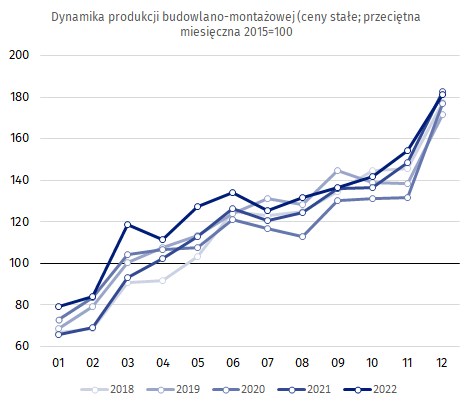 Dynamika produkcji budowlano-montażowej (ceny stałe; przeciętna
miesięczna 2015=100
200
180
160
140
120
100
80
60
01 02 03 04 05 06 07 08 09 10 11 12
2018 2019 2020 2021 2022